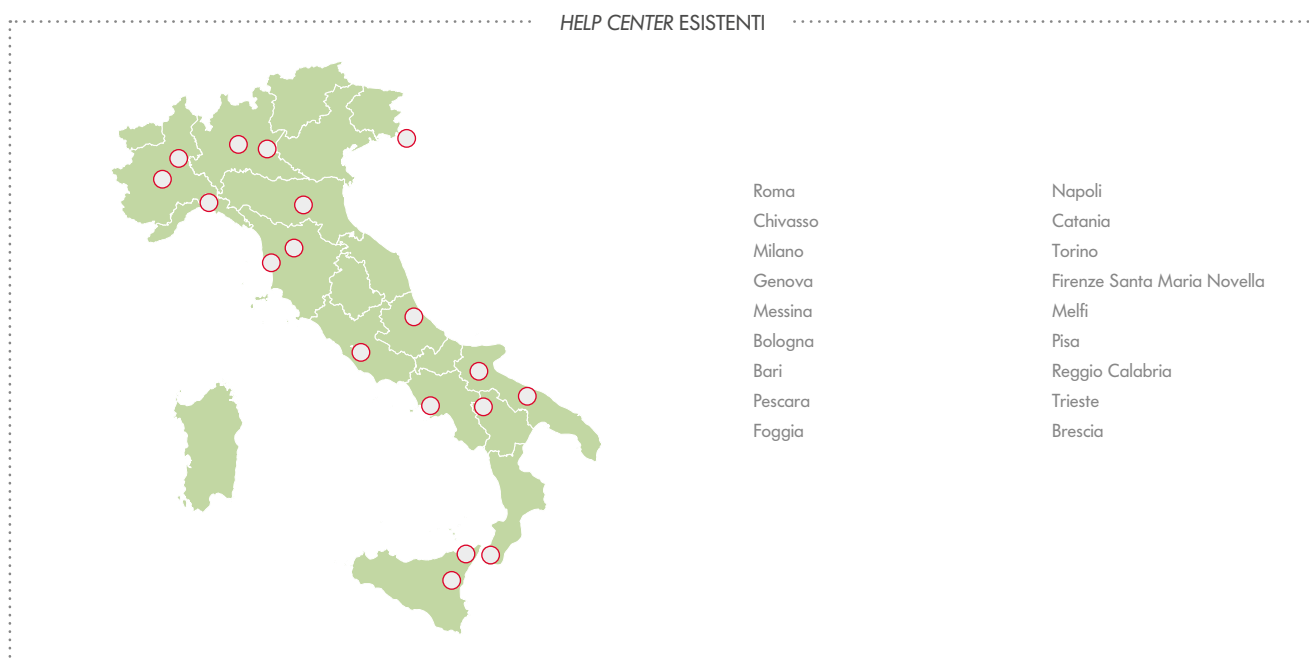 HELP CENTER ESISTENTI
Roma
Chivasso
Milano
Genova
Messina
Bologna
Bari
Pescara
Foggia
Napoli
Catania
Torino
Firenze Santa Maria Novella
Melfi
Pisa
Reggio Calabria
Trieste
Brescia